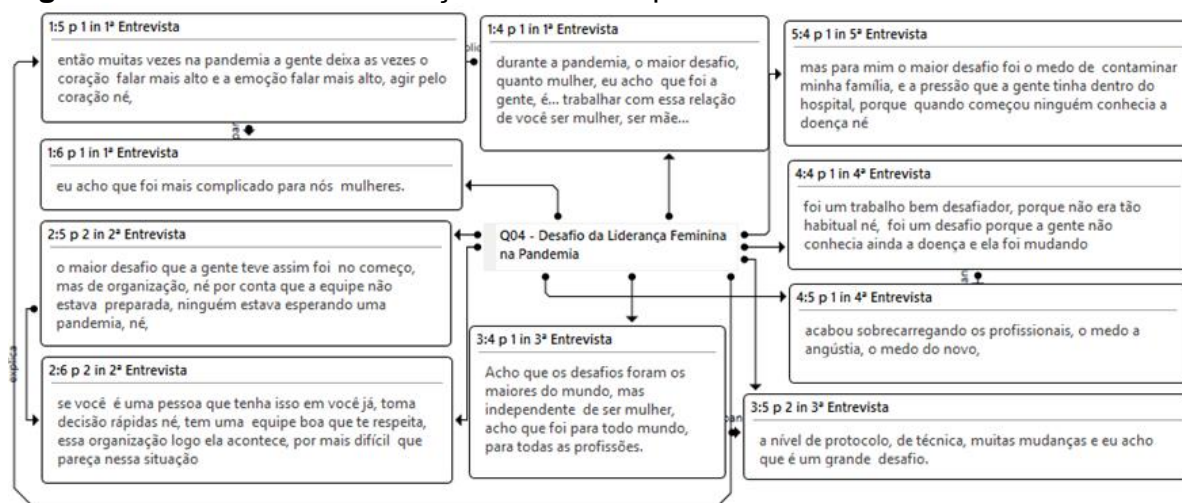 1:5 p 1 in 1ª Entrevista
então muitas vezes na pandemia a gente deixa as vezes o
coração falar mais alto e a emoção falar mais alto, agir pelo
coração né,
1:4 p 1 in 1ª Entrevista
durante a pandemia, o maior desafio,
quanto mulher, eu acho que foi a
gente, é... trabalhar com essa relação
de você ser mulher, ser mãe...
5:4 p 1 in 5ª Entrevista
mas para mim o maior desafio foi o medo de contaminar
minha família, e a pressão que a gente tinha dentro do
hospital, porque quando começou ninguém conhecia a
doença né
1:6 p 1 in 1ª Entrevista
eu acho que foi mais complicado para nós mulheres.
4:4 p 1 in 4ª Entrevista
foi um trabalho bem desafiador, porque não era tão
habitual né, foi um desafio porque a gente não
conhecia ainda a doença e ela foi mudando
2:5 p 2 in 2ª Entrevista
o maior desafio que a gente teve assim foi no começo,
mas de organização, né por conta que a equipe não
estava preparada, ninguém estava esperando uma
pandemia, né,
Q04 - Desafio da Liderança Feminina
na Pandemia
4:5 p 1 in 4ª Entrevista
acabou sobrecarregando os profissionais, o medo a
angústia, o medo do novo,
explica
2:6 p 2 in 2ª Entrevista
se você é uma pessoa que tenha isso em você já, toma
decisão rápidas né, tem uma equipe boa que te respeita,
essa organização logo ela acontece, por mais difícil que
pareça nessa situação
3:4 p 1 in 3ª Entrevista
Acho que os desafios foram os
maiores do mundo, mas
independente de ser mulher,
acho que foi para todo mundo,
para todas as profissões.
3:5 p 2 in 3ª Entrevista
a nível de protocolo, de técnica, muitas mudanças e eu acho
que é um grande desafio.